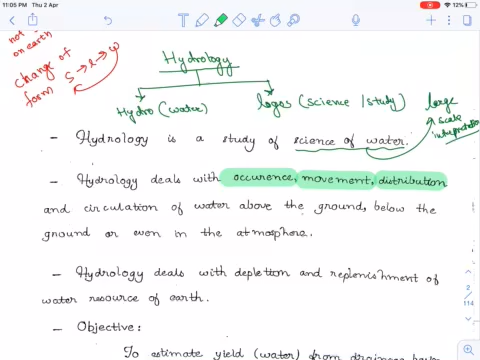 11:05 PM Thu 2 Apr
12%
not
on earth
change of
form S → l → w
Hydrology
Hydro (water)
logos (science / study)
large
scale
interpretation
- Hydrology is a study of science of water.
- Hydrology deals with occurence, movement, distribution
and circulation of water above the ground, below the
ground or even in the atmosphere.
- Hydrology deals with depletion and replenishment of
water resource of earth.
- Objective:
To estimate yield (water) from drainage
2
114